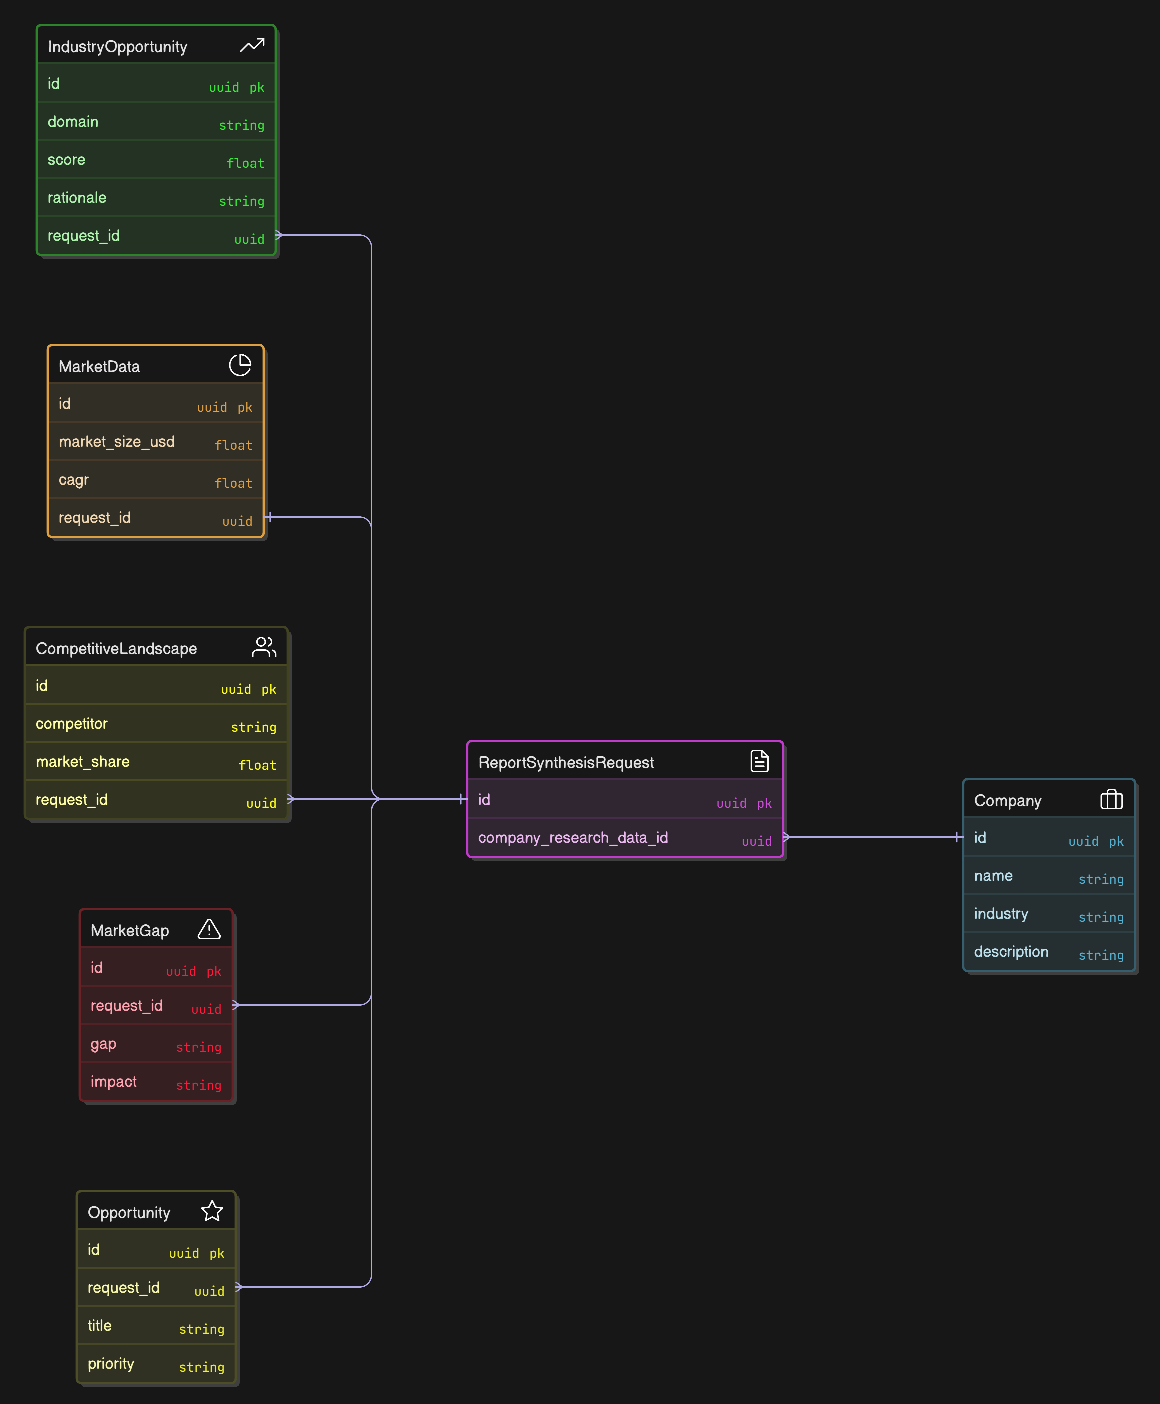 IndustryOpportunity
id uuid pk
domain string
score float
rationale string
request_id uuid
MarketData
id uuid pk
market_size_usd float
cagr float
request_id uuid
CompetitiveLandscape
id uuid pk
competitor string
market_share float
request_id uuid
ReportSynthesisRequest
id uuid pk
company_research_data_id uuid
Company
id uuid pk
name string
industry string
description string
MarketGap
id uuid pk
request_id uuid
gap string
impact string
Opportunity
id uuid pk
request_id uuid
title string
priority string